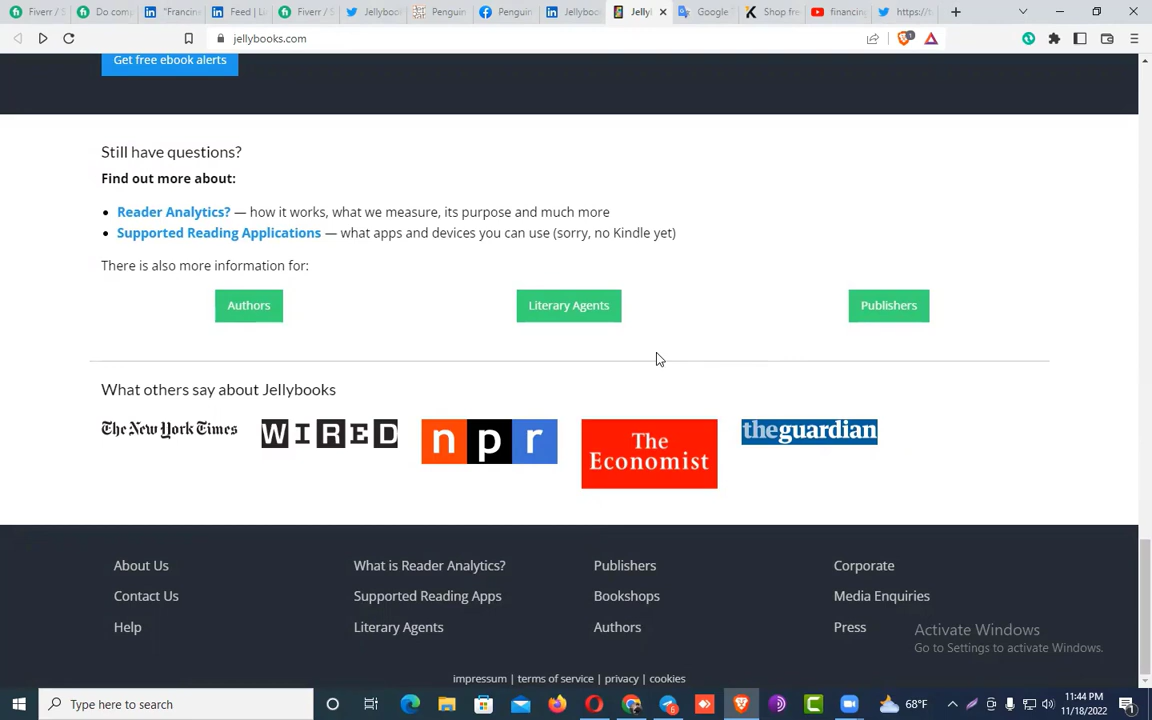 Fiverr / S
Do comp
"Francine
Feed | Li
Fiverr / S
Jellyboo
Penguin
Penguin
Jellyboo
Jelly
Google
Shop fre
financing
https://t
jellybooks.com
Get free ebook alerts
Still have questions?
Find out more about:
• Reader Analytics? — how it works, what we measure, its purpose and much more
• Supported Reading Applications — what apps and devices you can use (sorry, no Kindle yet)
There is also more information for:
Authors
Literary Agents
Publishers
What others say about Jellybooks
The New York Times
WIRED
npr
The
Economist
theguardian
About Us
What is Reader Analytics?
Publishers
Corporate
Contact Us
Supported Reading Apps
Bookshops
Media Enquiries
Help
Literary Agents
Authors
Press
Activate Windows
Go to Settings to activate Windows.
impressum | terms of service | privacy | cookies
Type here to search
68°F
11:44 PM
11/18/2022